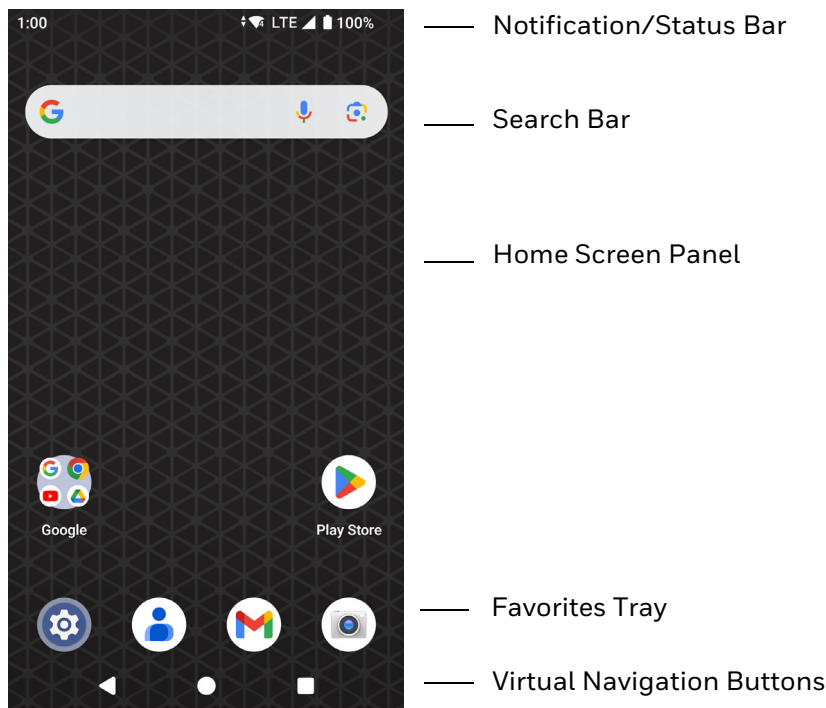 1:00 LTE 100%
Notification/Status Bar
Search Bar
Home Screen Panel
Google
Play Store
Favorites Tray
Virtual Navigation Buttons